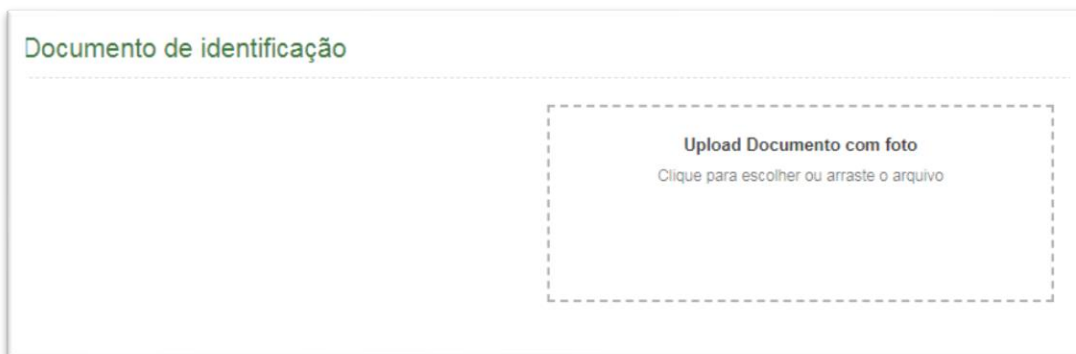 Documento de identificação
Upload Documento com foto
Clique para escolher ou arraste o arquivo